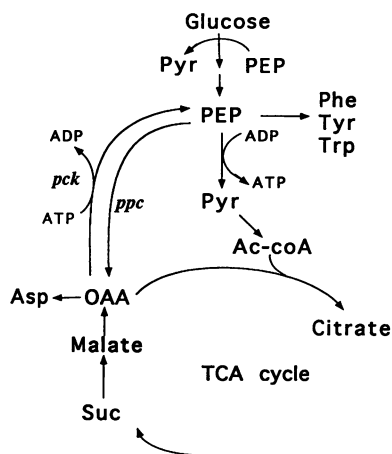 Glucose
Pyr PEP
PEP
Phe
Tyr
Trp
ADP
ADP
pck
ppc
ATP
ATP
Pyr
Ac-coA
Asp OAA
Citrate
Malate
TCA cycle
Suc